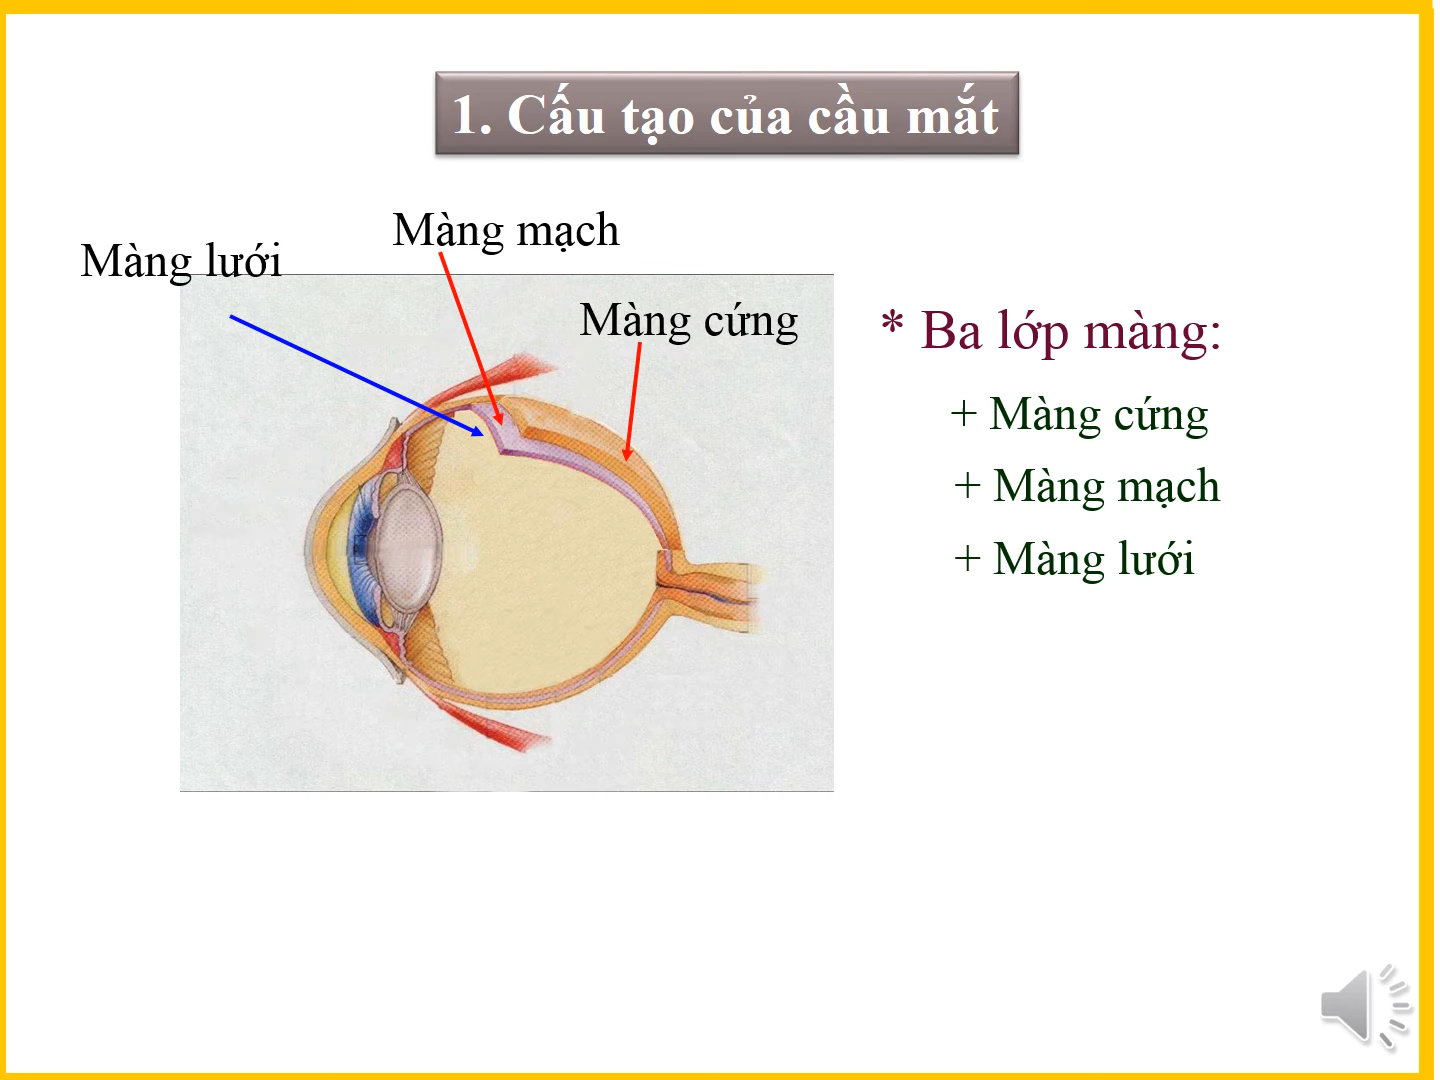 1. Cấu tạo của cầu mắt
Màng mạch
Màng lưới
Màng cứng
* Ba lớp màng:
+ Màng cứng
+ Màng mạch
+ Màng lưới